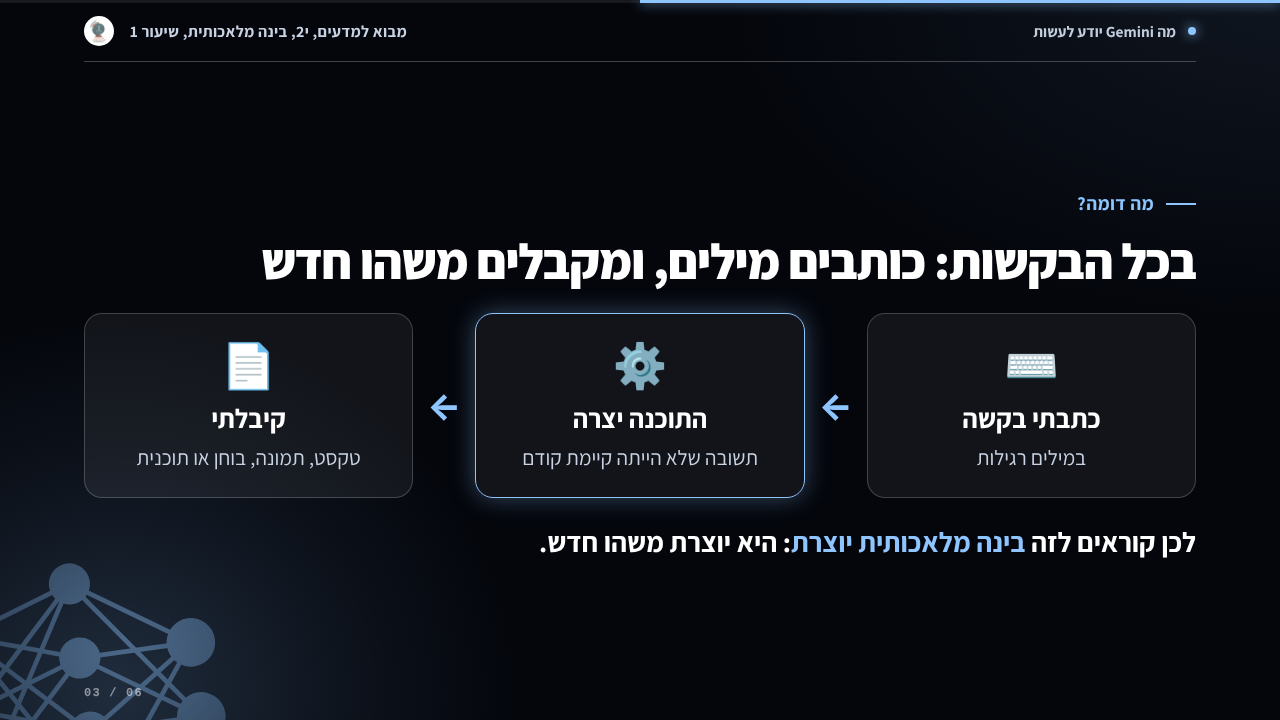 מה Gemini יודע לעשות
מבוא למדעים, י2, בינה מלאכותית, שיעור 1
מה דומה?
בכל הבקשות: כותבים מילים, ומקבלים משהו חדש
כתבתי בקשה
במילים רגילות
←
התוכנה יצרה
תשובה שלא הייתה קיימת קודם
←
קיבלתי
טקסט, תמונה, בוחן או תוכנית
לכן קוראים לזה בינה מלאכותית יוצרת: היא יוצרת משהו חדש.
03 / 06